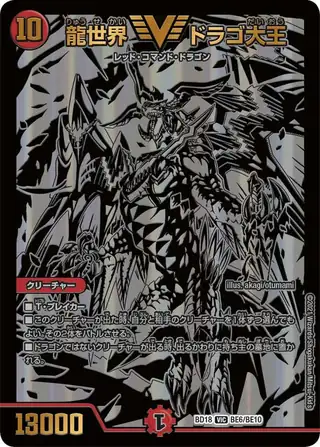 10
りゅう せ かい だい おう
龍世界 ドラゴ大王
レッド・コマンド・ドラゴン
illus. akagi/otumami
クリーチャー
■T・ブレイカー
■このクリーチャーが出た時、自分と相手のクリーチャーを1体ずつ選んでも
よい。その2体をバトルさせる。
■ドラゴンではないクリーチャーが出る時、出るかわりに持ち主の墓地に置か
れる。
13000
BD18 VIC BE6/BE10